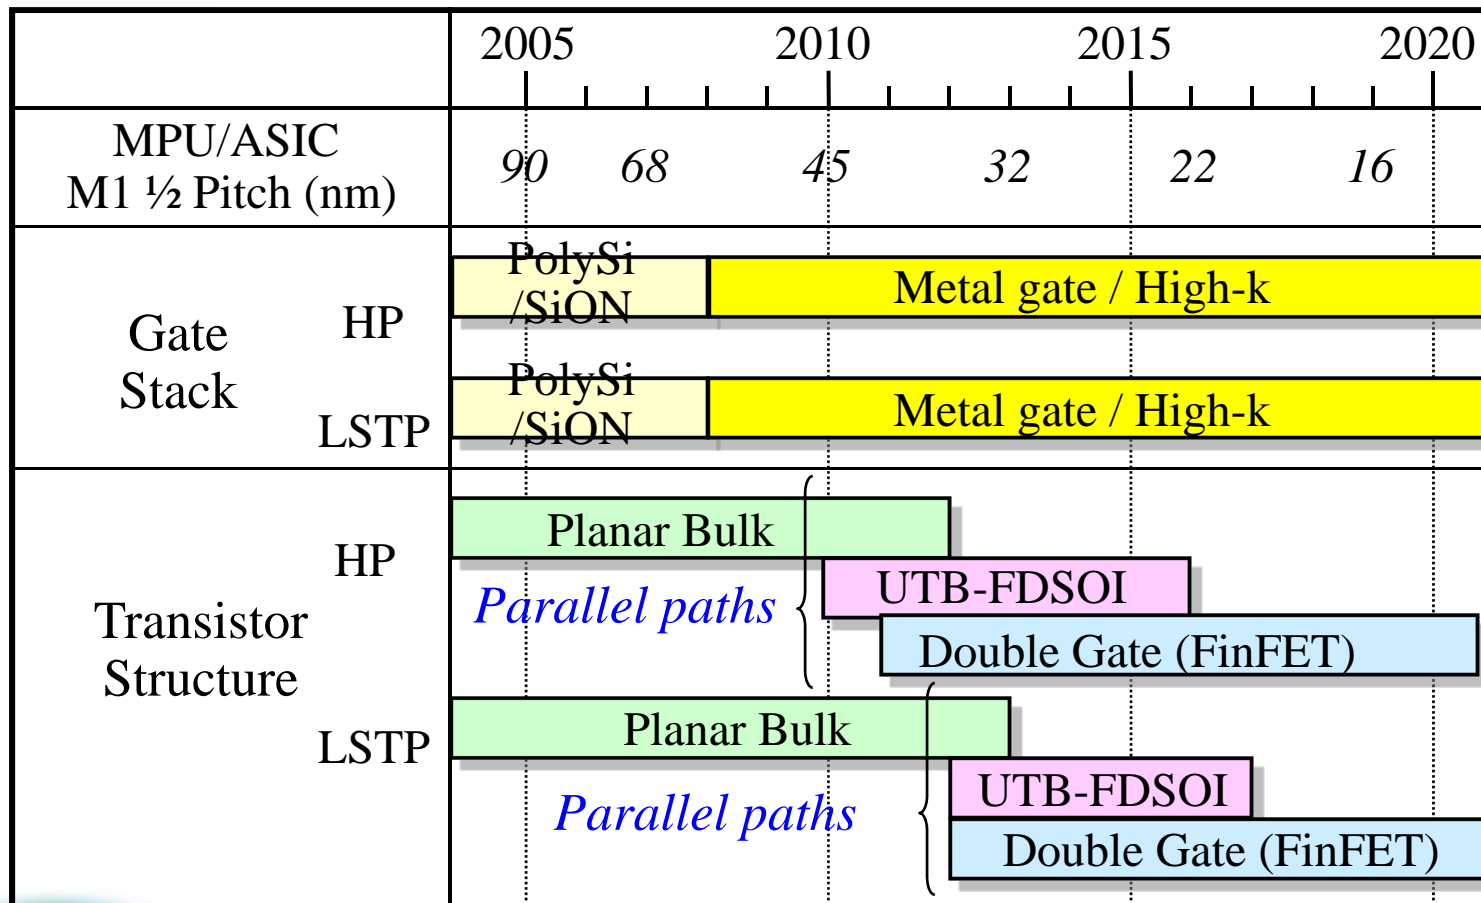 2005 2010 2015 2020
MPU/ASIC
M1 ½ Pitch (nm)
90 68 45 32 22 16
Gate
Stack
HP
PolySi
/SiON
Metal gate / High-k
LSTP
PolySi
/SiON
Metal gate / High-k
Transistor
Structure
HP
Planar Bulk
UTB-FDSOI
Parallel paths
Double Gate (FinFET)
LSTP
Planar Bulk
UTB-FDSOI
Parallel paths
Double Gate (FinFET)